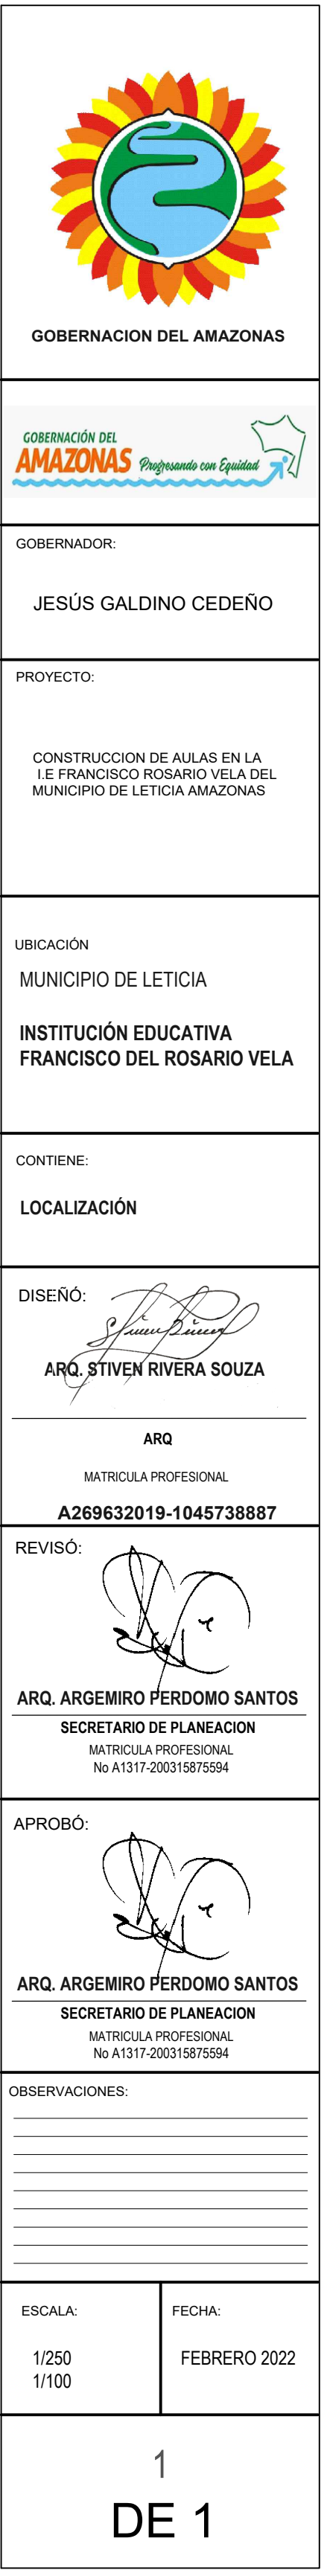 GOBERNACION DEL AMAZONAS
GOBERNACIÓN DEL
AMAZONAS Progresando con Equidad
GOBERNADOR:
JESÚS GALDINO CEDEÑO
PROYECTO:
CONSTRUCCION DE AULAS EN LA
I.E FRANCISCO ROSARIO VELA DEL
MUNICIPIO DE LETICIA AMAZONAS
UBICACIÓN
MUNICIPIO DE LETICIA
INSTITUCIÓN EDUCATIVA
FRANCISCO DEL ROSARIO VELA
CONTIENE:
LOCALIZACIÓN
DISEÑÓ:
ARQ. STIVEN RIVERA SOUZA
ARQ
MATRICULA PROFESIONAL
A269632019-1045738887
REVISÓ:
ARQ. ARGEMIRO PERDOMO SANTOS
SECRETARIO DE PLANEACION
MATRICULA PROFESIONAL
No A1317-200315875594
APROBÓ:
ARQ. ARGEMIRO PERDOMO SANTOS
SECRETARIO DE PLANEACION
MATRICULA PROFESIONAL
No A1317-200315875594
OBSERVACIONES:
ESCALA:
1/250
1/100
FECHA:
FEBRERO 2022
1
DE 1